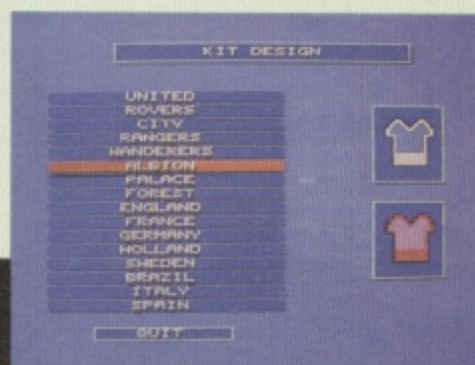 KIT DESIGN
UNITED
ROVERS
CITY
RANGERS
WANDERERS
ALBION
PALACE
FOREST
ENGLAND
FRANCE
GERMANY
HOLLAND
SWEDEN
BRAZIL
ITALY
SPAIN
QUIT